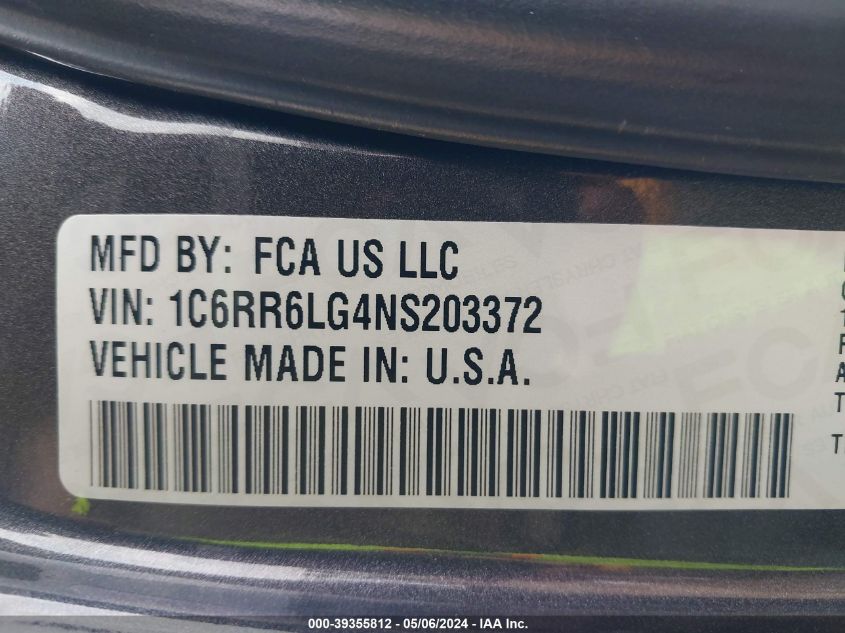 MFD BY: FCA US LLC
VIN: 1C6RR6LG4NS203372
VEHICLE MADE IN: U.S.A.
000-39355812 - 05/06/2024 - IAA Inc.